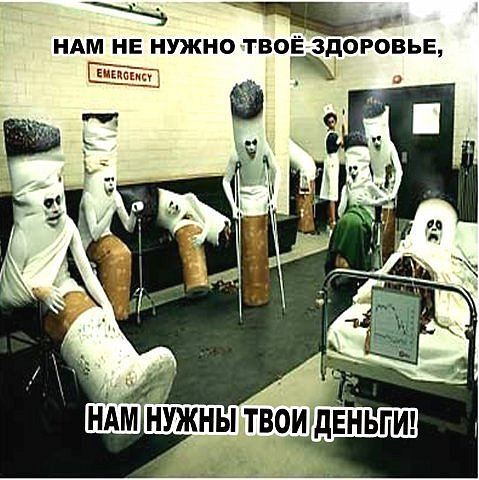 НАМ НЕ НУЖНО ТВОЁ ЗДОРОВЬЕ,
EMERGENCY
НАМ НУЖНЫ ТВОИ ДЕНЬГИ!